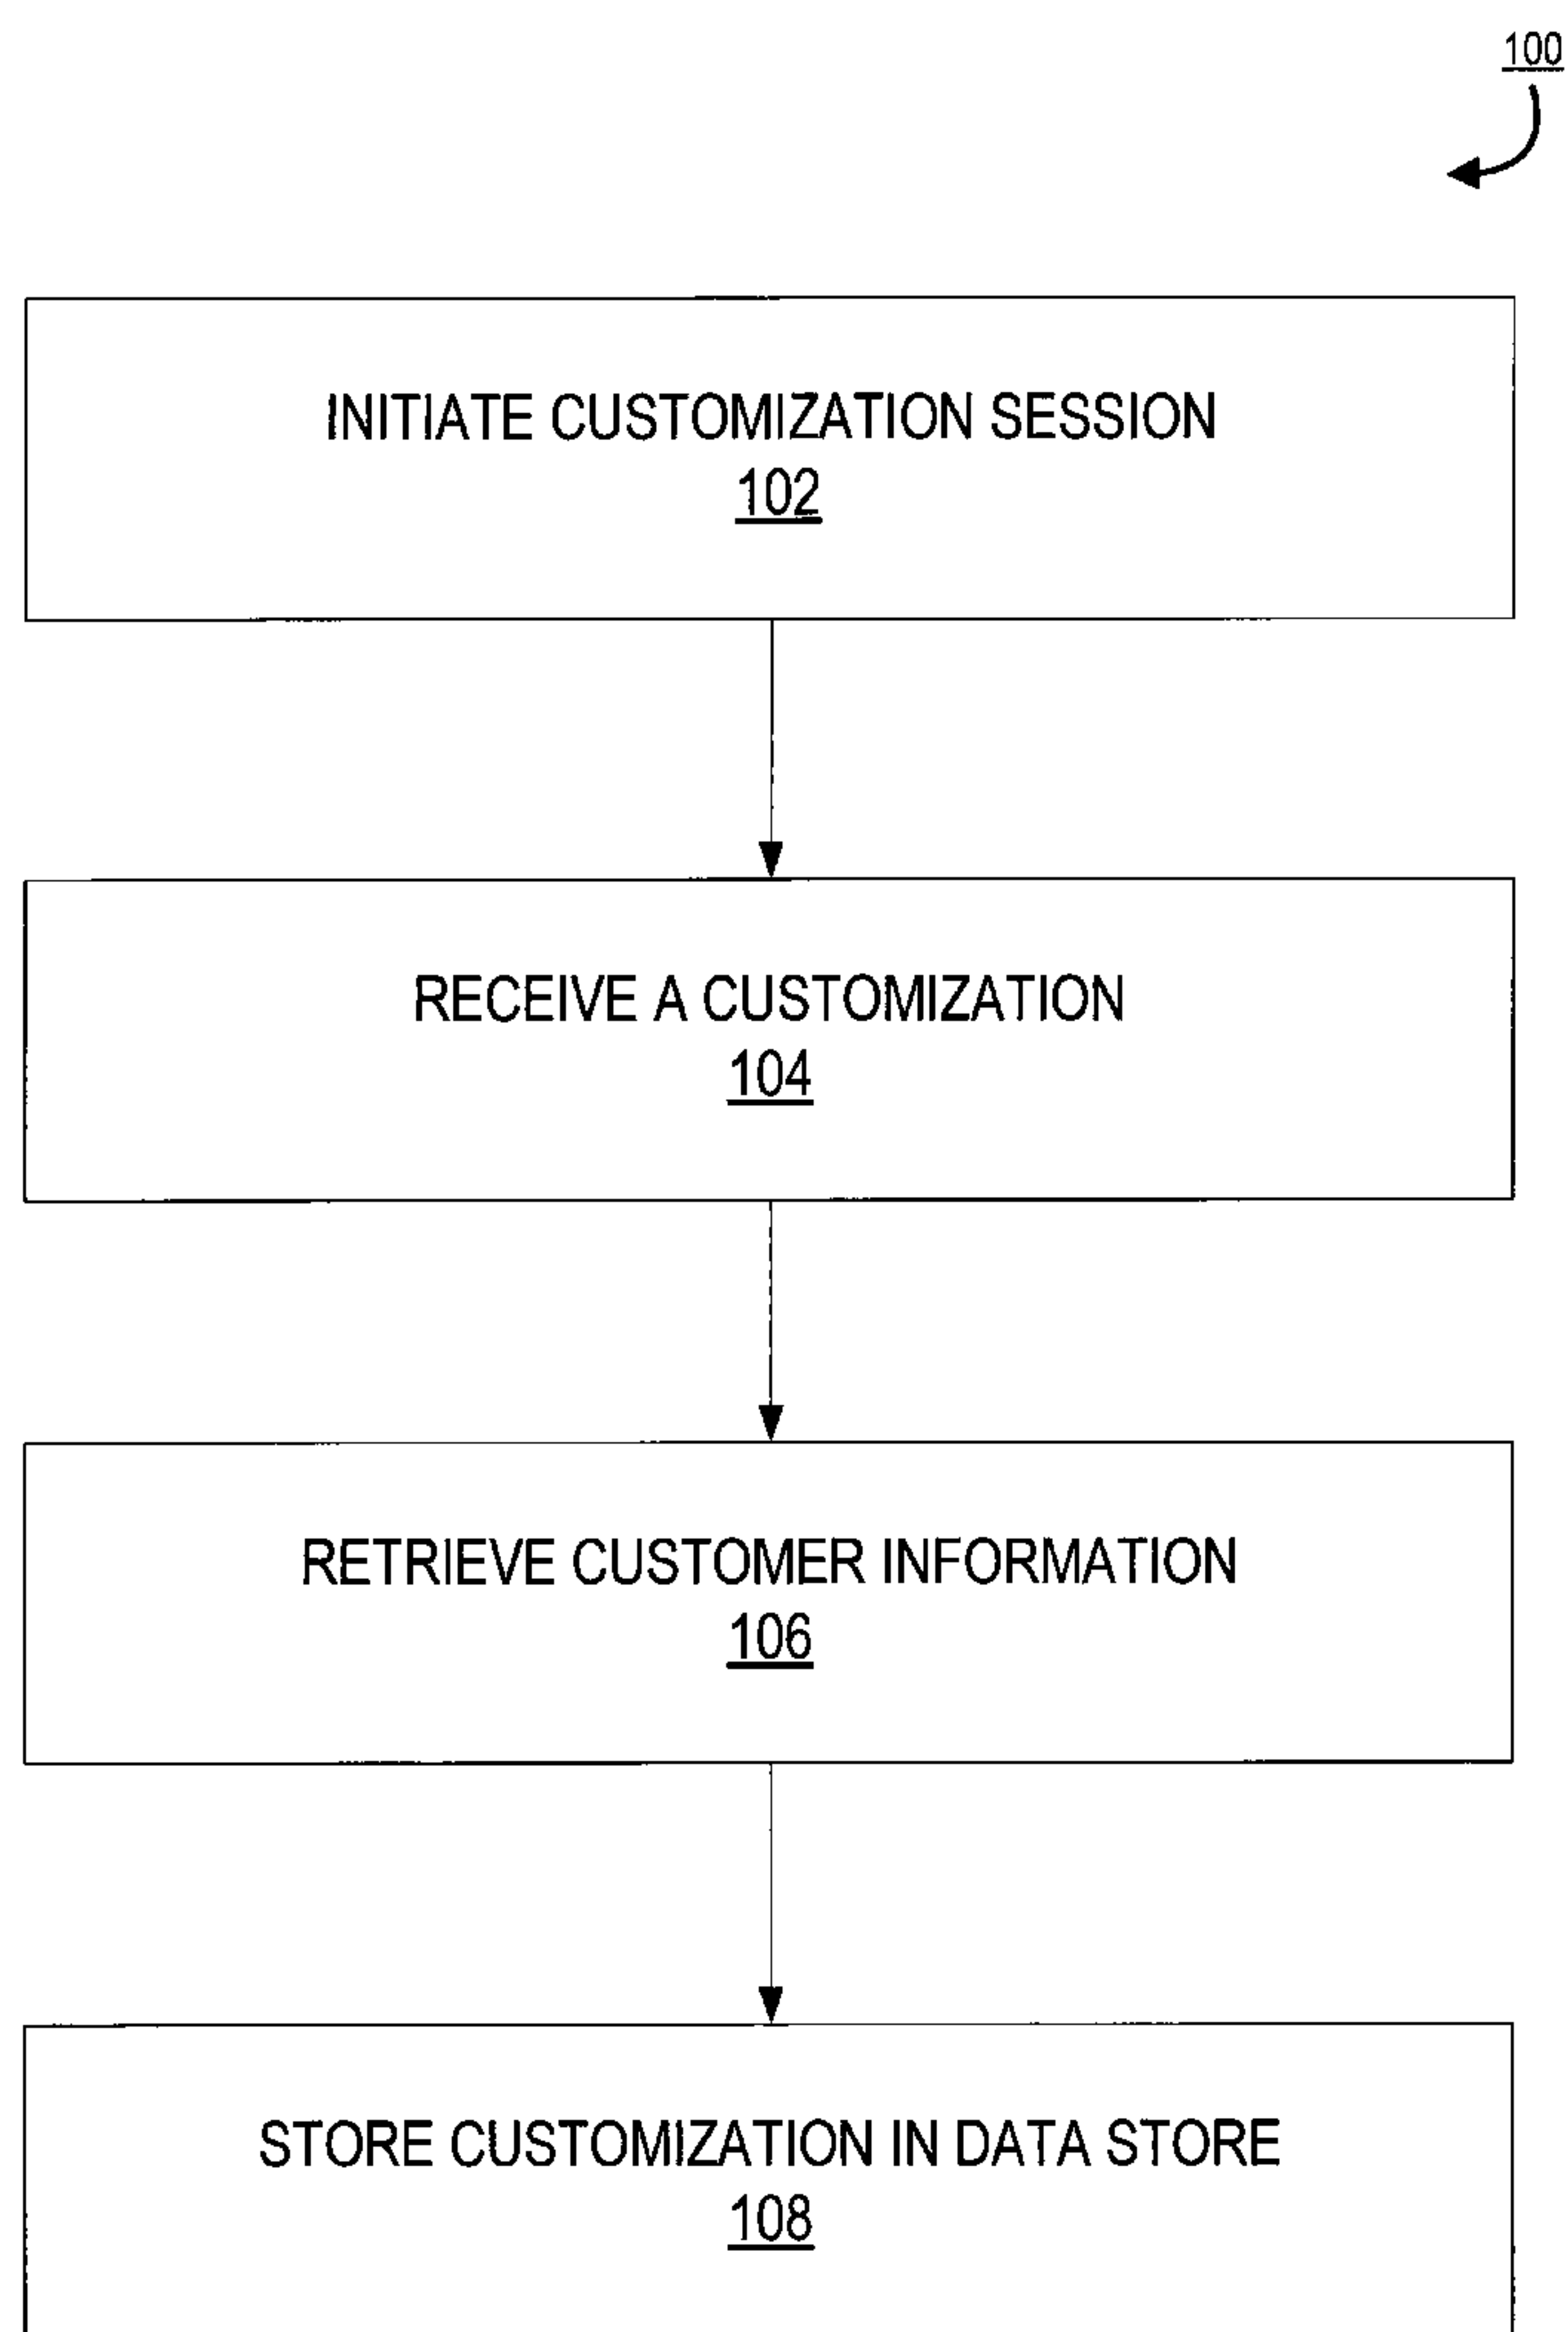 100
INITIATE CUSTOMIZATION SESSION
102
RECEIVE A CUSTOMIZATION
104
RETRIEVE CUSTOMER INFORMATION
106
STORE CUSTOMIZATION IN DATA STORE
108